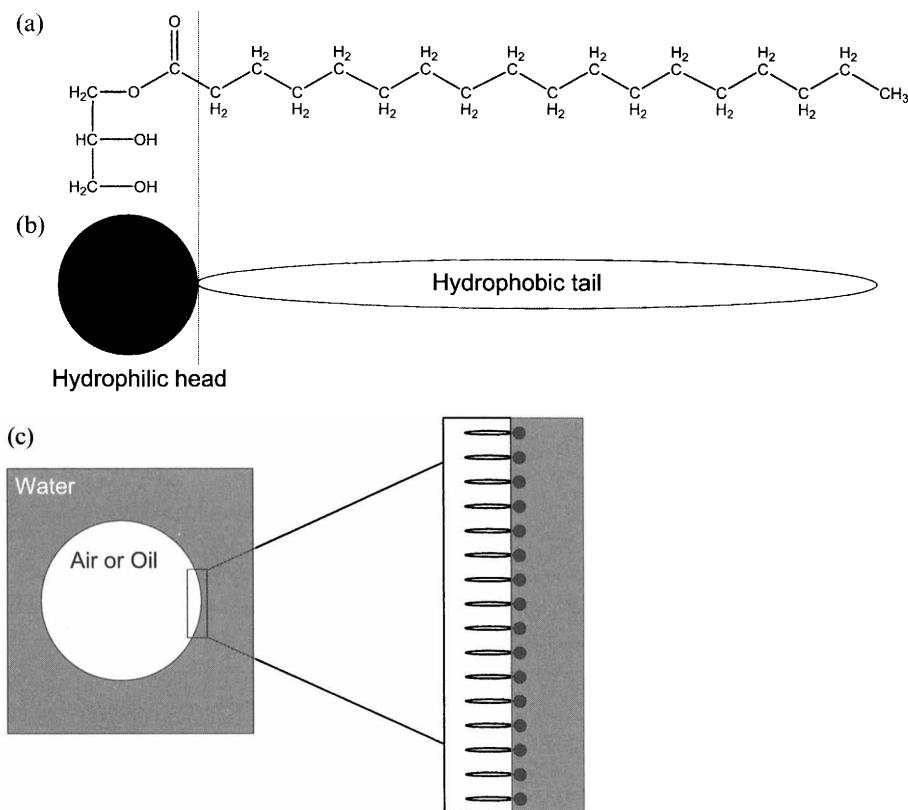 (a)
O
H₂ H₂ H₂ H₂ H₂ H₂ H₂ H₂
C
H₂C O CH₃
H₂ H₂ H₂ H₂ H₂ H₂ H₂ H₂
HC OH
H₂C OH
(b)
Hydrophobic tail
Hydrophilic head
(c)
Water
Air or Oil